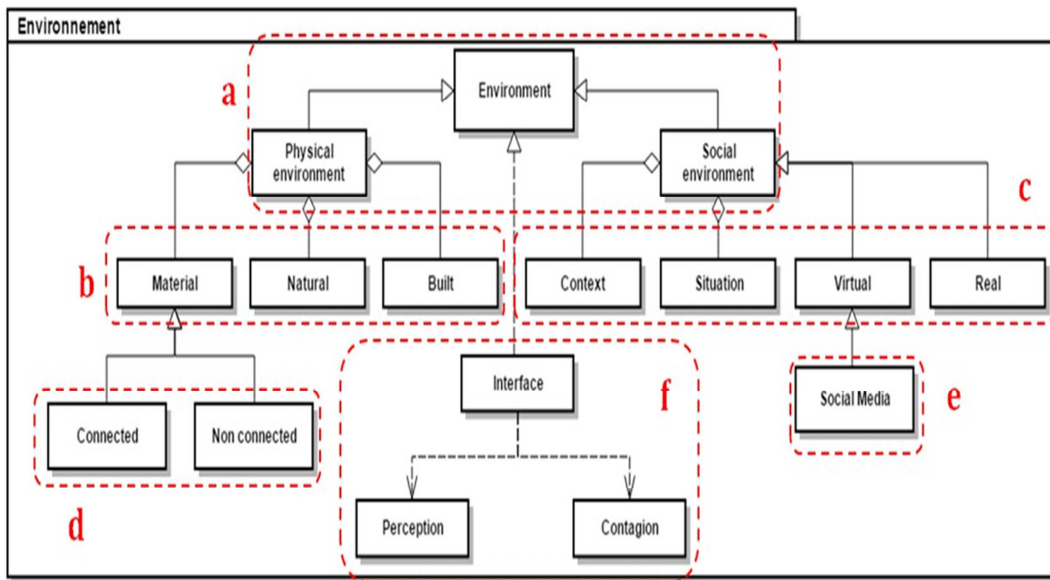 Environnement
a
Environment
Physical
environment
Social
environment
c
b
Material
Natural
Built
Context
Situation
Virtual
Real
Interface
f
Social Media
e
Connected
Non connected
d
Perception
Contagion